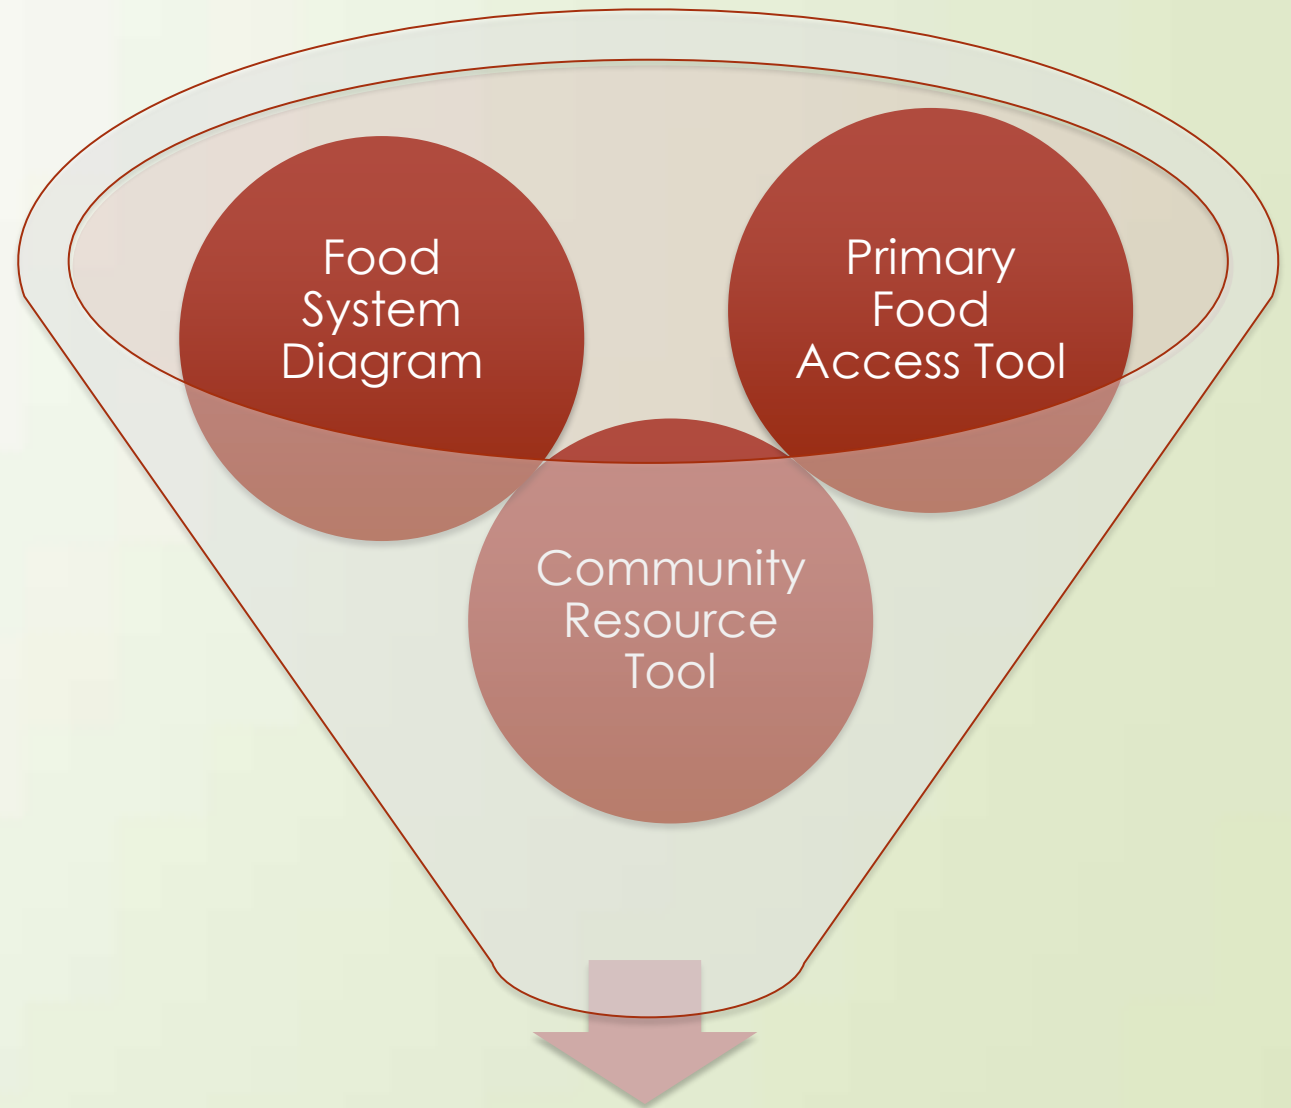 Food
System
Diagram
Primary
Food
Access Tool
Community
Resource
Tool